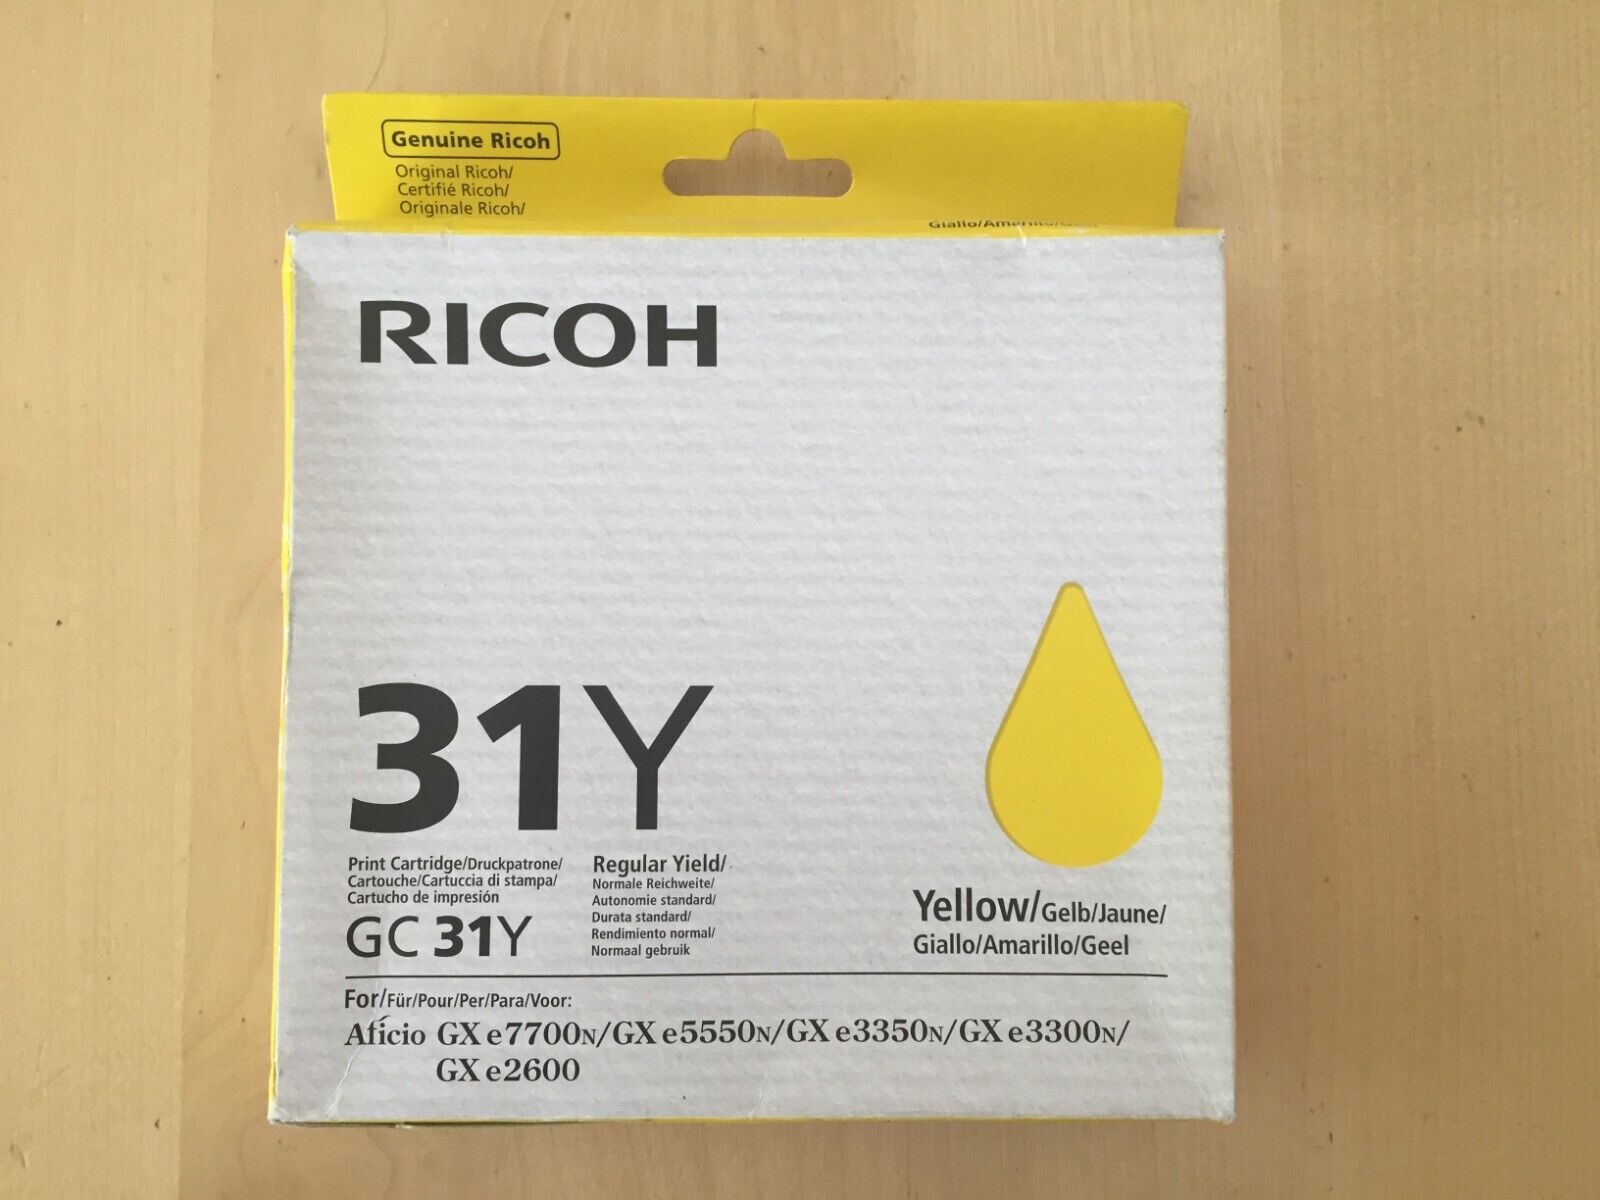 Genuine Ricoh
Original Ricoh/
Certifié Ricoh/
Originale Ricoh/
Giallo/Amarillo/Geel
RICOH
31Y
Print Cartridge/Druckpatrone/
Cartouche/Cartuccia di stampa/
Cartucho de impresión
GC 31Y
Regular Yield/
Normale Reichweite/
Autonomie standard/
Durata standard/
Rendimiento normal/
Normaal gebruik
Yellow/Gelb/Jaune/
Giallo/Amarillo/Geel
For/Für/Pour/Per/Para/Voor:
Aficio GX e7700N/GX e5550N/GX e3350N/GX e3300N/
GX e2600